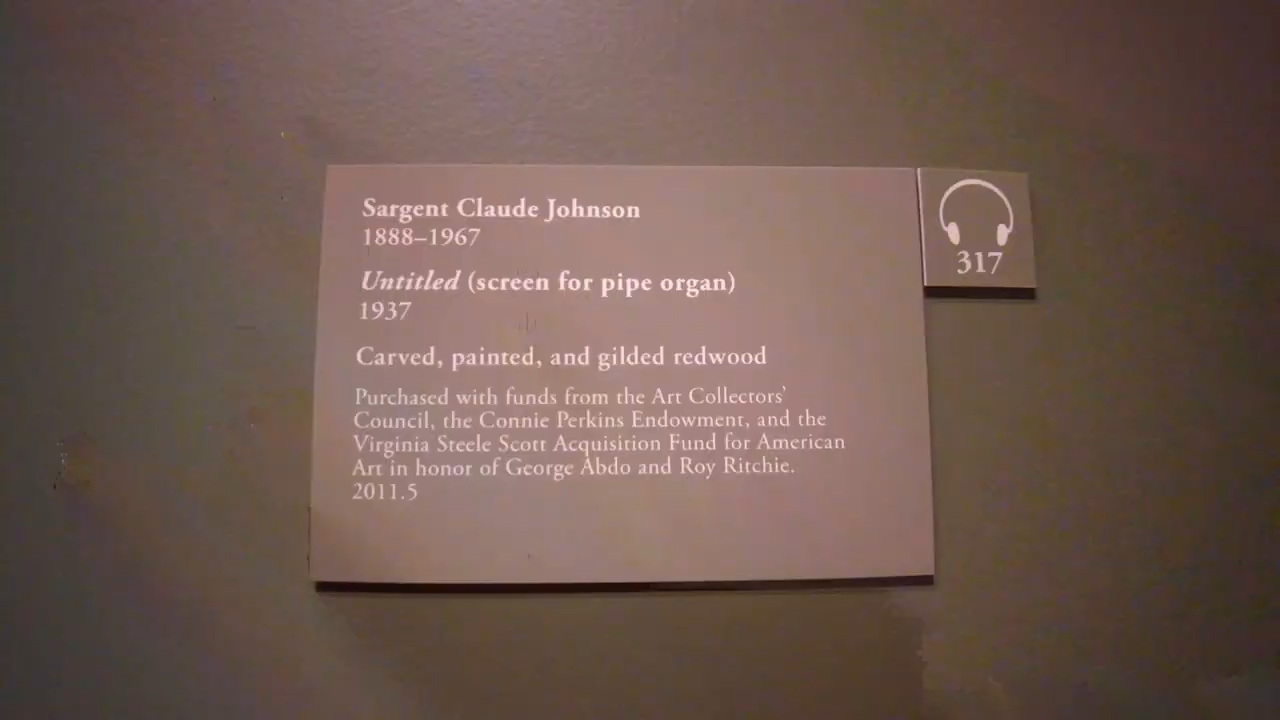 Sargent Claude Johnson
1888–1967
Untitled (screen for pipe organ)
1937
Carved, painted, and gilded redwood
Purchased with funds from the Art Collectors'
Council, the Connie Perkins Endowment, and the
Virginia Steele Scott Acquisition Fund for American
Art in honor of George Abdo and Roy Ritchie.
2011.5
317